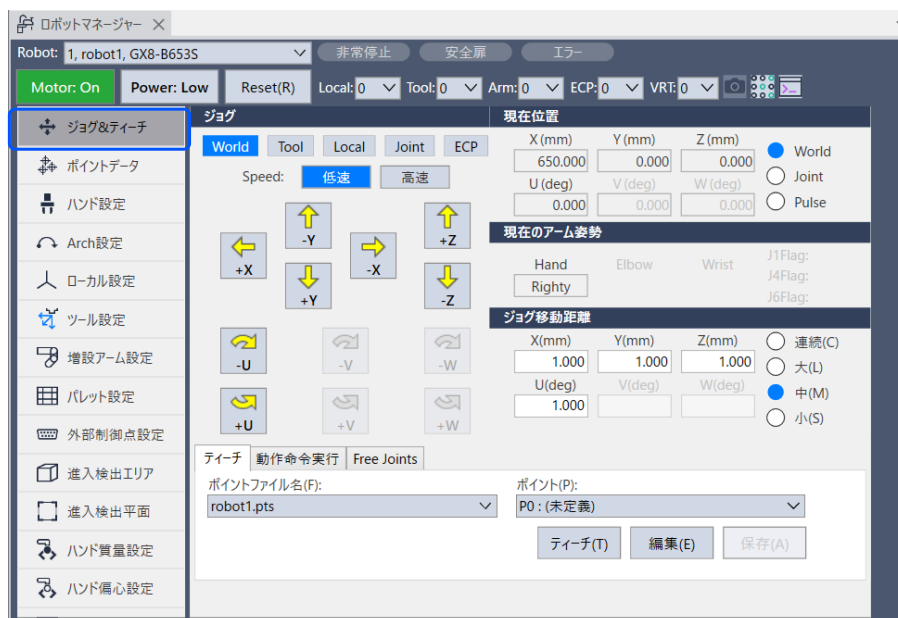 ロボットマネージャー
Robot: 1, robot1, GX8-B653S 非常停止 安全扉 エラー
Motor: On Power: Low Reset(R) Local: 0 Tool: 0 Arm: 0 ECP: 0 VRT: 0
ジョグ&ティーチ
ポイントデータ
ハンド設定
Arch設定
ローカル設定
ツール設定
増設アーム設定
パレット設定
外部制御点設定
進入検出エリア
進入検出平面
ハンド質量設定
ハンド偏心設定
ジョグ
World Tool Local Joint ECP
Speed: 低速 高速
-Y +Z
+X -X
+Y -Z
-U -V -W
+U +V +W
現在位置
X (mm) Y (mm) Z (mm)
650.000 0.000 0.000
U (deg) V (deg) W (deg)
0.000 0.000 0.000
World
Joint
Pulse
現在のアーム姿勢
Hand Elbow Wrist J1Flag:
Righty J4Flag:
J6Flag:
ジョグ移動距離
X(mm) Y(mm) Z(mm)
1.000 1.000 1.000
U(deg) V(deg) W(deg)
1.000
連続(C)
大(L)
中(M)
小(S)
ティーチ 動作命令実行 Free Joints
ポイントファイル名(F): ポイント(P):
robot1.pts P0 : (未定義)
ティーチ(T) 編集(E) 保存(A)